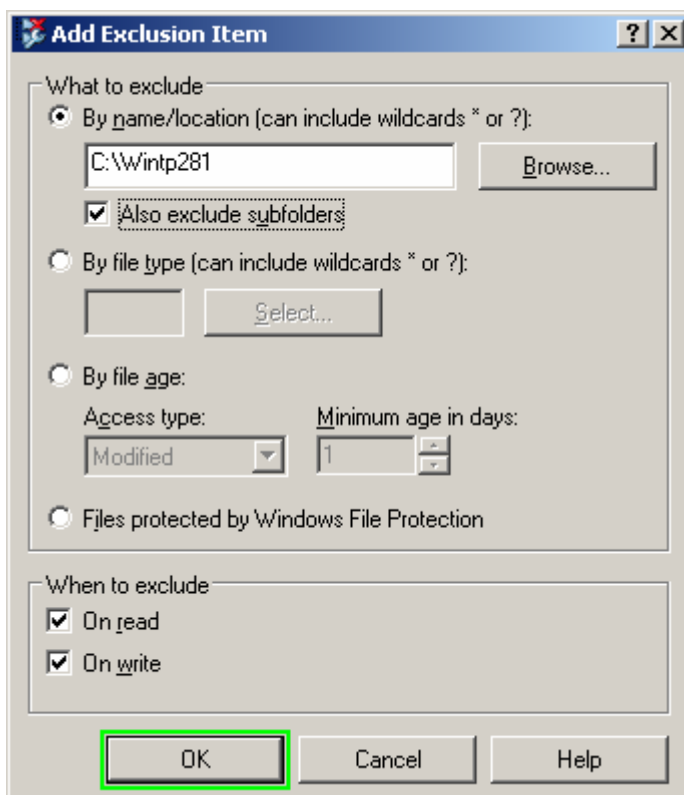 Add Exclusion Item
What to exclude
By name/location (can include wildcards * or ?):
C:\Wintp281
Browse...
Also exclude subfolders
By file type (can include wildcards * or ?):
Select...
By file age:
Access type: Minimum age in days:
Modified 1
Files protected by Windows File Protection
When to exclude
On read
On write
OK Cancel Help